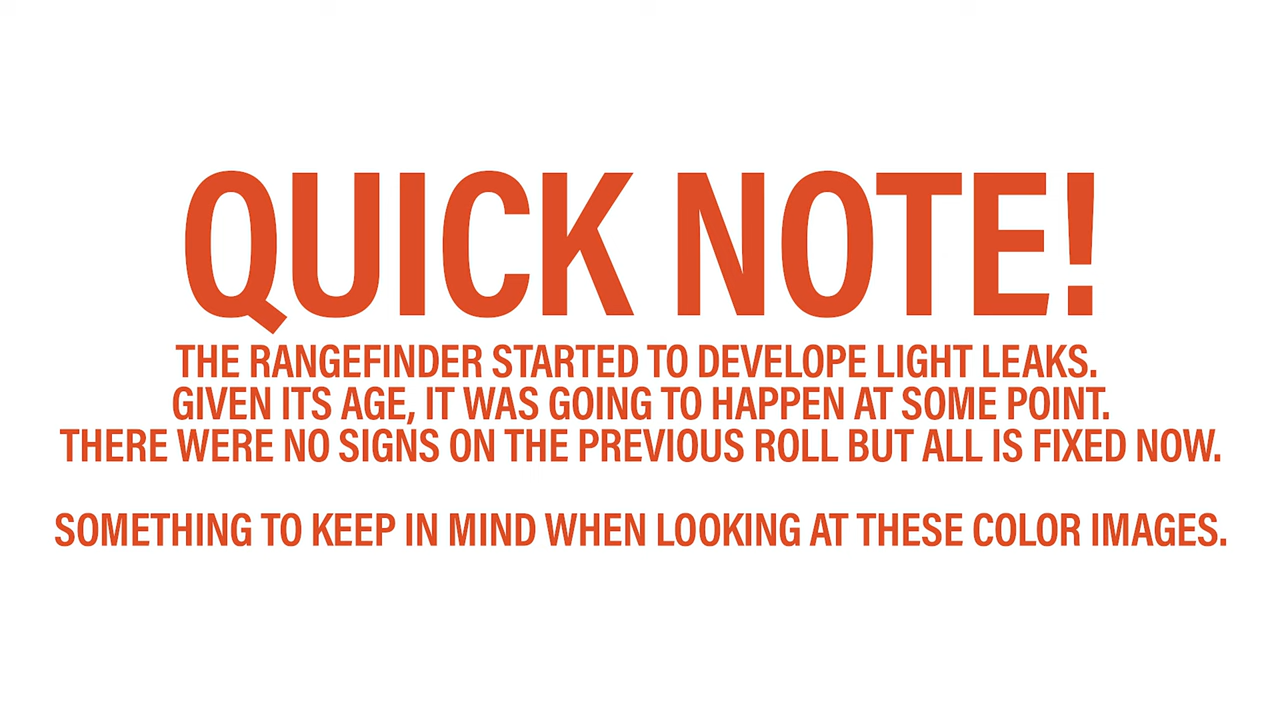 QUICK NOTE!
THE RANGEFINDER STARTED TO DEVELOPE LIGHT LEAKS.
GIVEN ITS AGE, IT WAS GOING TO HAPPEN AT SOME POINT.
THERE WERE NO SIGNS ON THE PREVIOUS ROLL BUT ALL IS FIXED NOW.
SOMETHING TO KEEP IN MIND WHEN LOOKING AT THESE COLOR IMAGES.